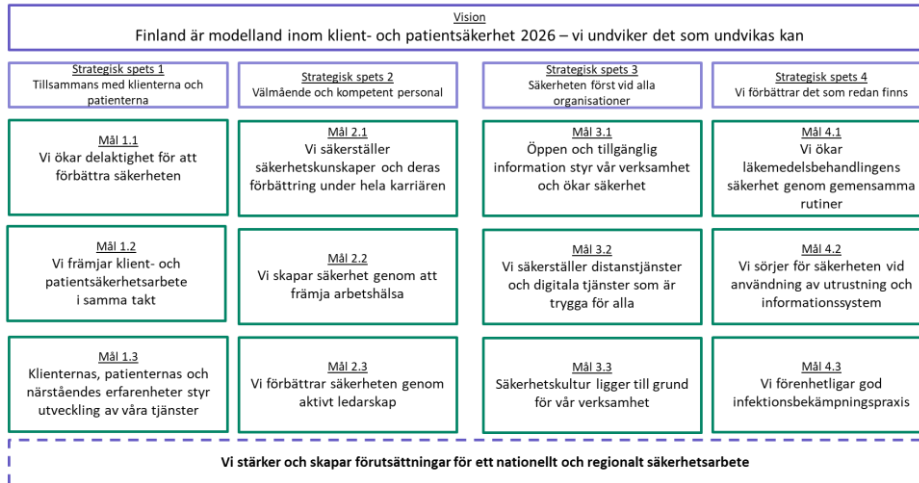 Vision
Finland är modelland inom klient- och patientsäkerhet 2026 – vi undviker det som undvikas kan
Strategisk spets 1
Tillsammans med klienterna och
patienterna
Strategisk spets 2
Välmående och kompetent personal
Strategisk spets 3
Säkerheten först vid alla
organisationer
Strategisk spets 4
Vi förbättrar det som redan finns
Mål 1.1
Vi ökar delaktighet för att
förbättra säkerheten
Mål 2.1
Vi säkerställer
säkerhetskunskaper och deras
förbättring under hela karriären
Mål 3.1
Öppen och tillgänglig
information styr vår verksamhet
och ökar säkerhet
Mål 4.1
Vi ökar
läkemedelsbehandlingens
säkerhet genom gemensamma
rutiner
Mål 1.2
Vi främjar klient- och
patientsäkerhetsarbete
i samma takt
Mål 2.2
Vi skapar säkerhet genom att
främja arbetshälsa
Mål 3.2
Vi säkerställer distanstjänster
och digitala tjänster som är
trygga för alla
Mål 4.2
Vi sörjer för säkerheten vid
användning av utrustning och
informationssystem
Mål 1.3
Klienternas, patienternas och
närståendes erfarenheter styr
utveckling av våra tjänster
Mål 2.3
Vi förbättrar säkerheten genom
aktivt ledarskap
Mål 3.3
Säkerhetskultur ligger till grund
för vår verksamhet
Mål 4.3
Vi förenhetligar god
infektionsbekämpningspraxis
Vi stärker och skapar förutsättningar för ett nationellt och regionalt säkerhetsarbete